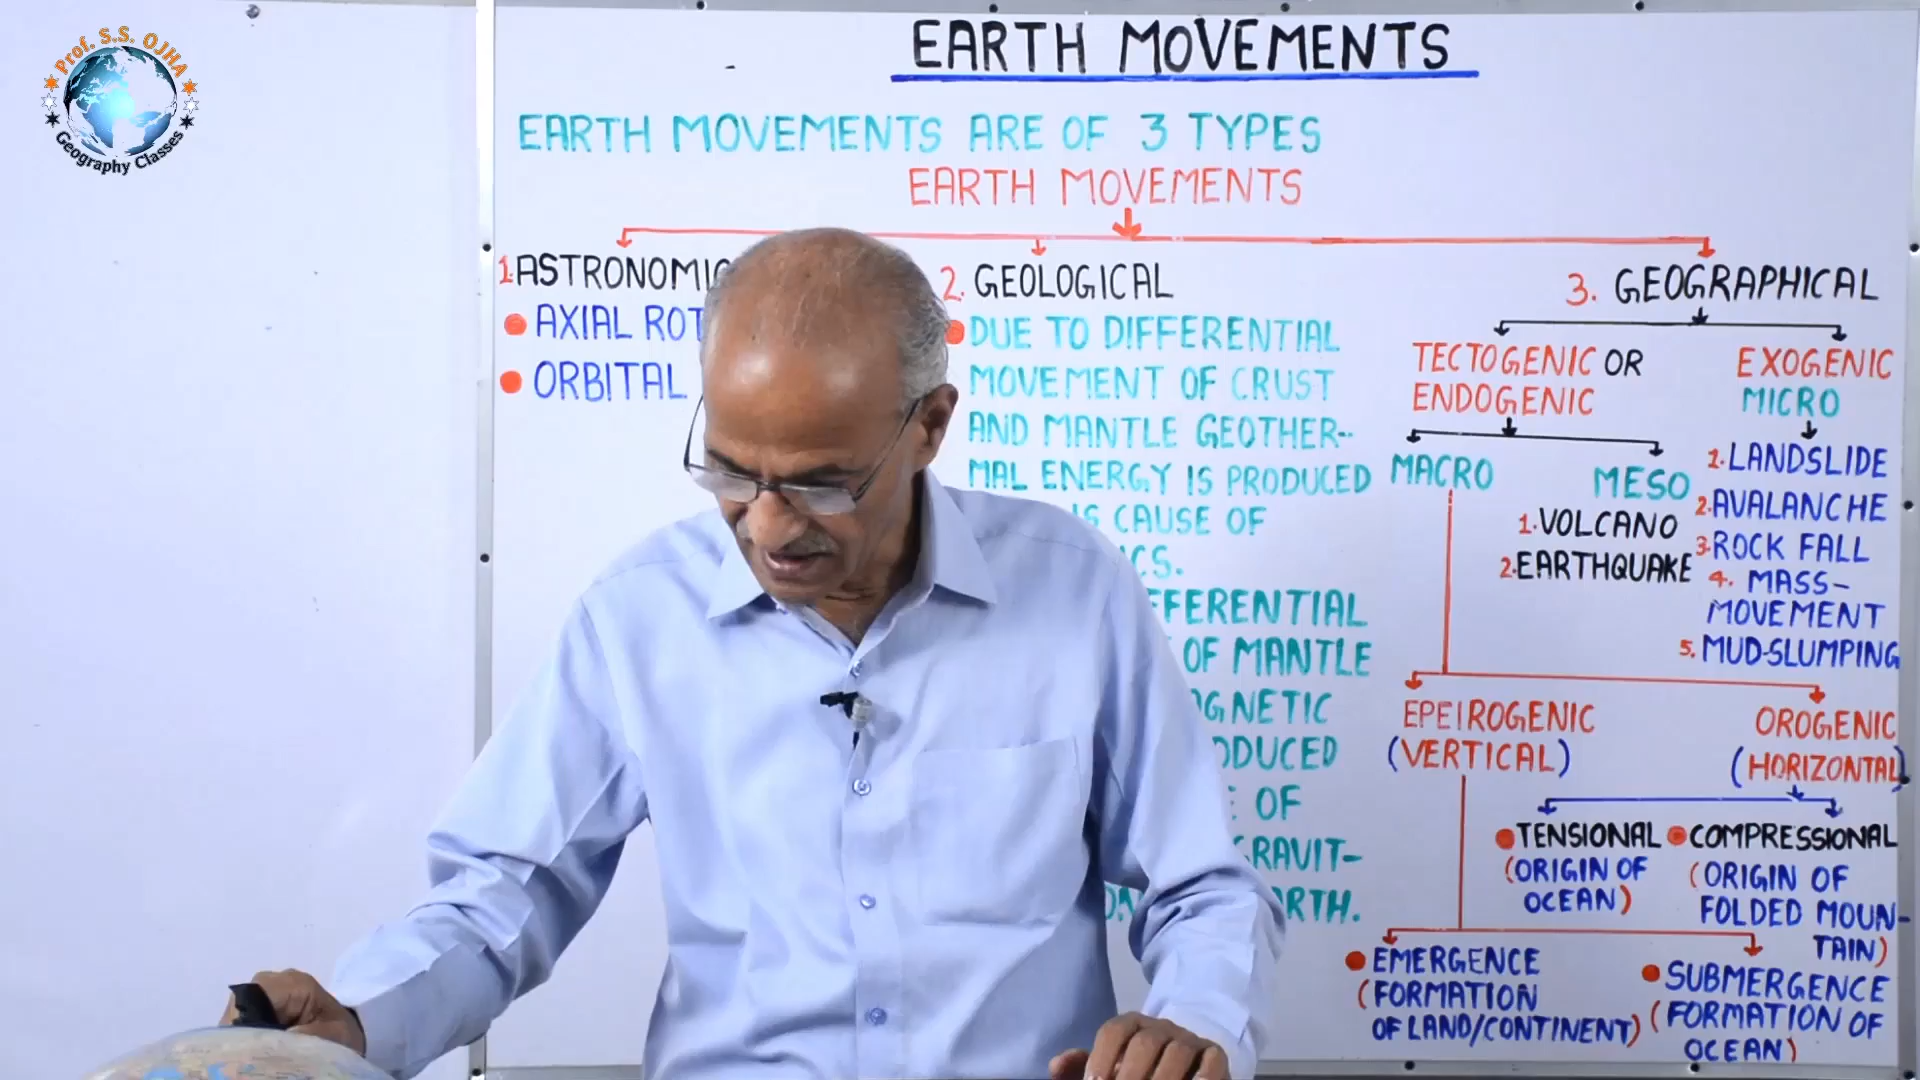 Prof. S.S. OJHA
Geography Classes
EARTH MOVEMENTS
EARTH MOVEMENTS ARE OF 3 TYPES
EARTH MOVEMENTS
1. ASTRONOMIC
• AXIAL ROT
• ORBITAL
2. GEOLOGICAL
• DUE TO DIFFERENTIAL
MOVEMENT OF CRUST
AND MANTLE GEOTHER-
MAL ENERGY IS PRODUCED
IS CAUSE OF
CS.
FFERENTIAL
OF MANTLE
GNETIC
ODUCED
OF
GRAVIT-
ON
RTH.
3. GEOGRAPHICAL
TECTOGENIC OR
ENDOGENIC
MACRO
MESO
1. VOLCANO
2. EARTHQUAKE
EXOGENIC
MICRO
1. LANDSLIDE
2. AVALANCHE
3. ROCK FALL
4. MASS-
MOVEMENT
5. MUD-SLUMPING
EPEIROGENIC
(VERTICAL)
OROGENIC
(HORIZONTAL)
• TENSIONAL
(ORIGIN OF
OCEAN)
• COMPRESSIONAL
(ORIGIN OF
FOLDED MOUN-
TAIN)
• EMERGENCE
(FORMATION
OF LAND/CONTINENT)
• SUBMERGENCE
(FORMATION OF
OCEAN)